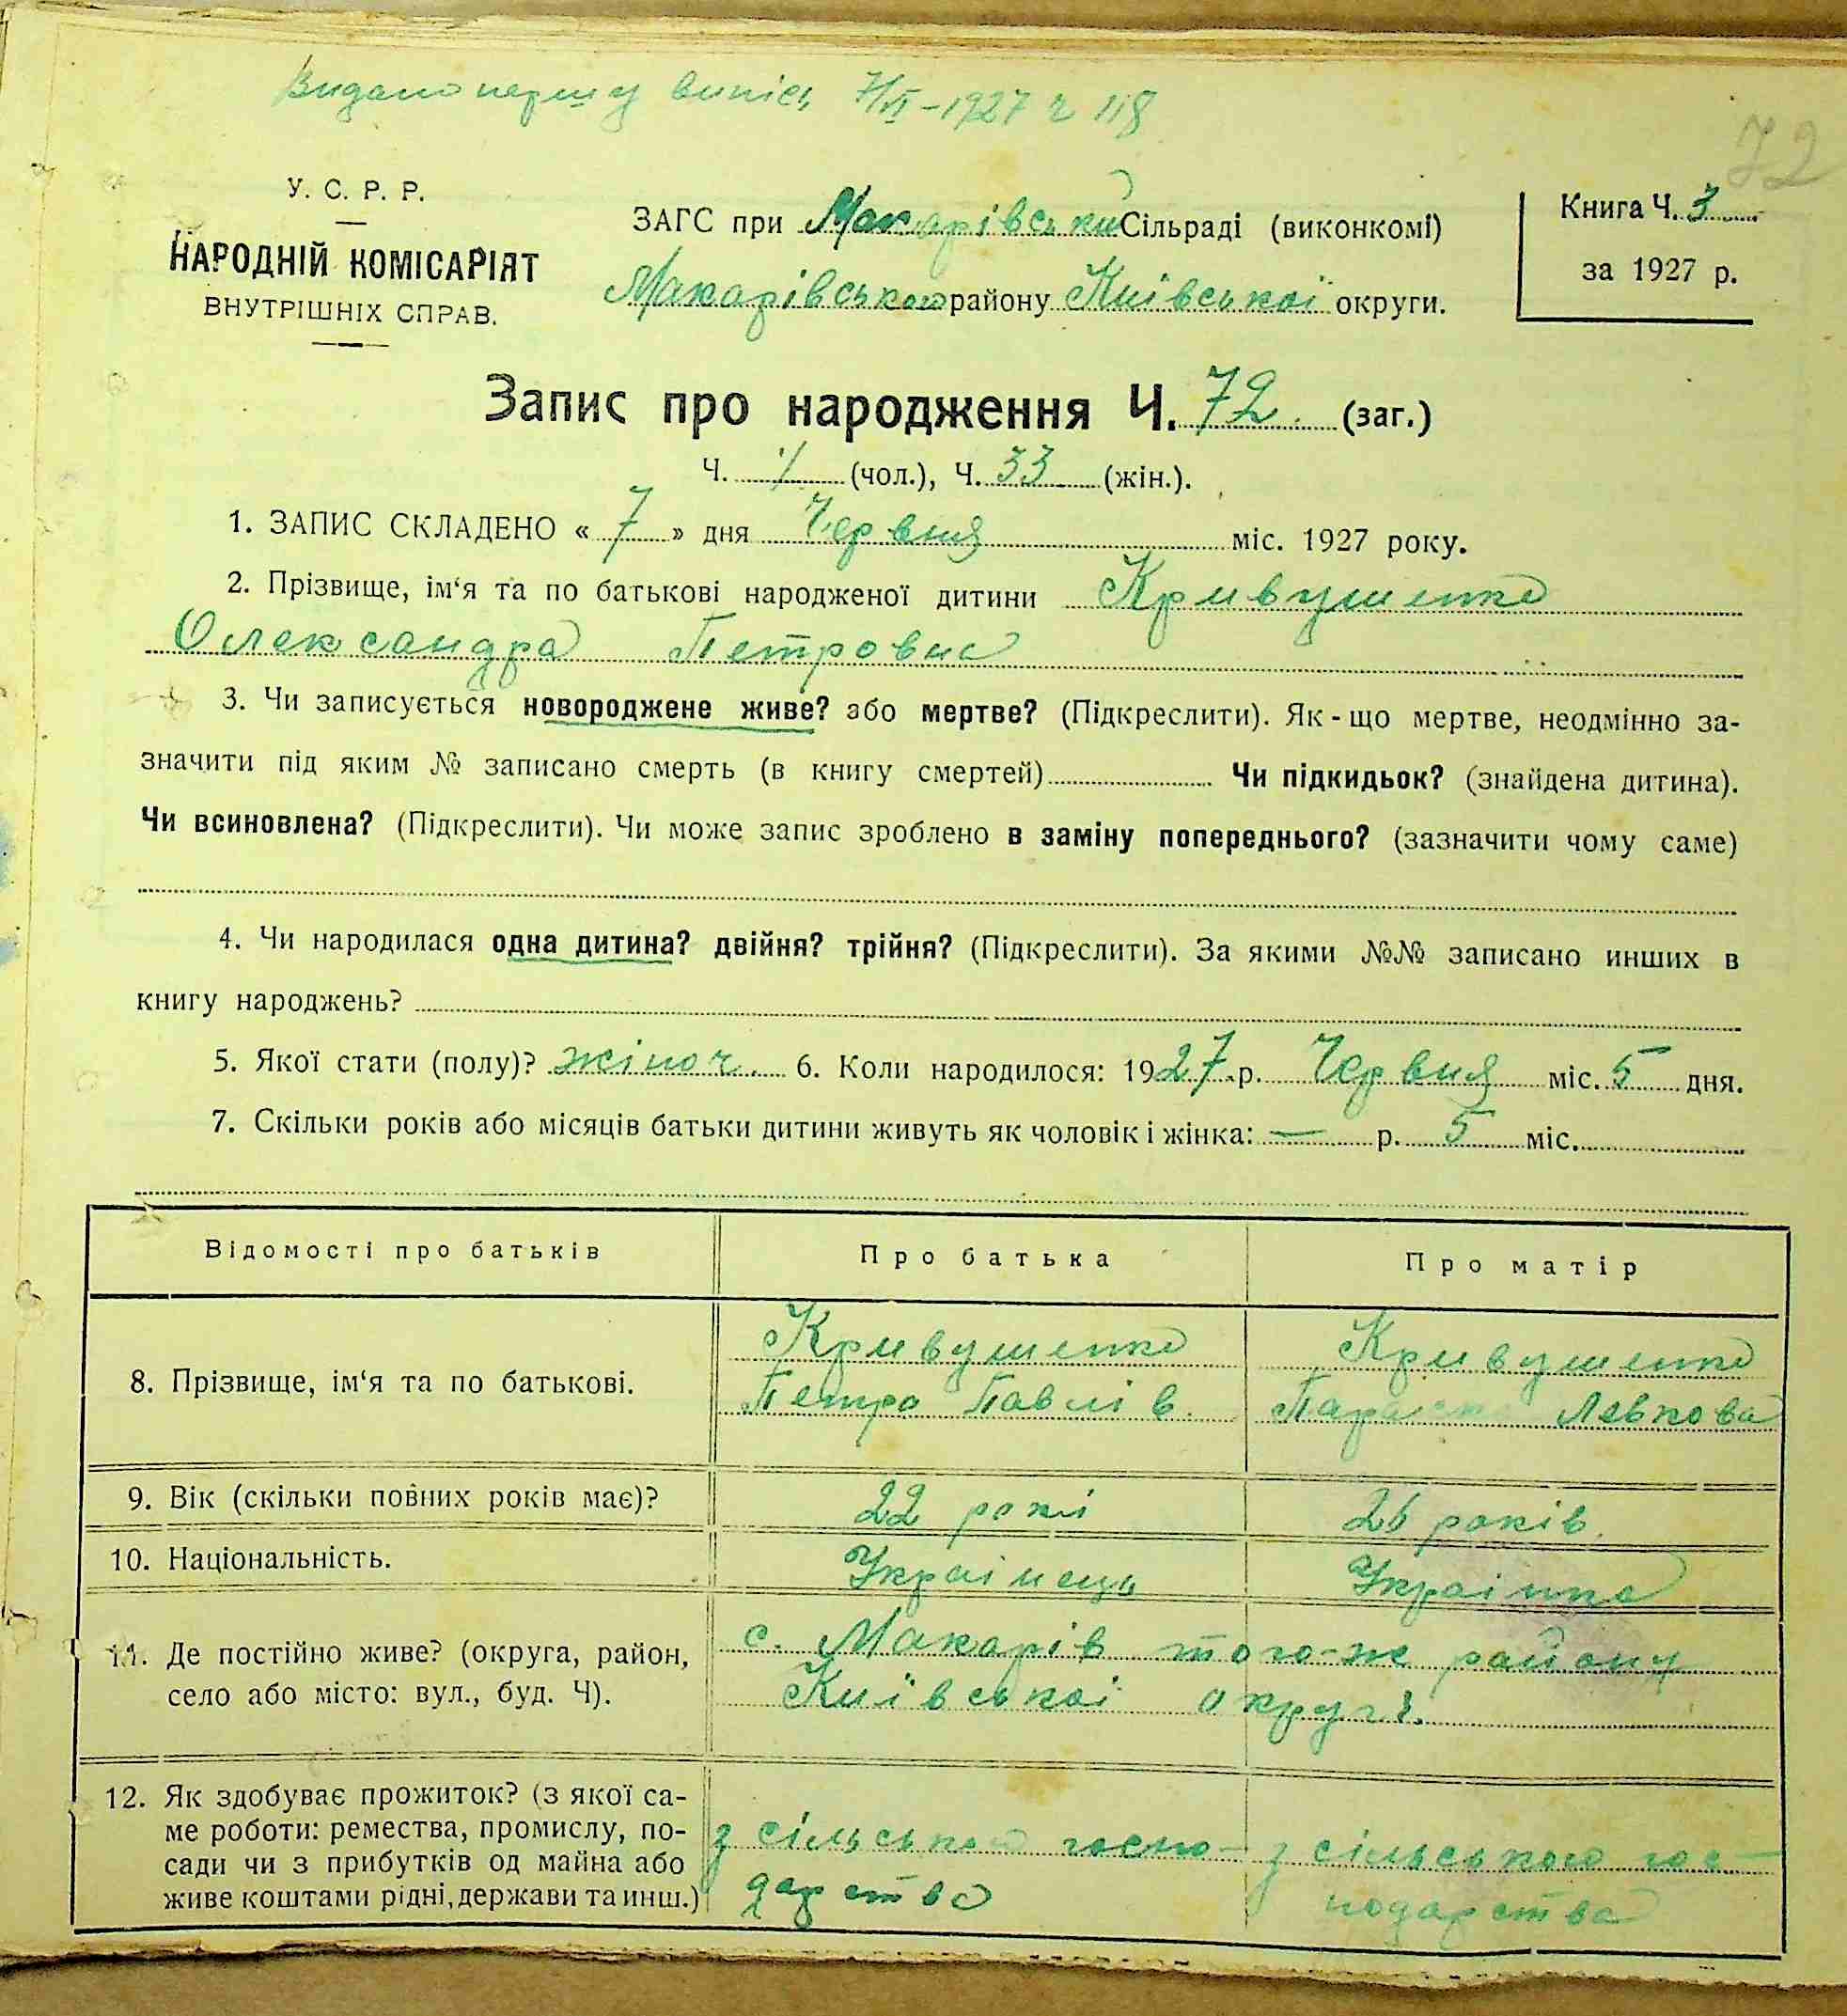 Видано першу випись 7/VI-1927 г 118
72
У. С. Р. Р.
НАРОДНІЙ КОМІСАРІЯТ
ВНУТРІШНІХ СПРАВ.
ЗАГС при Макарівській Сільраді (виконкомі)
Макарівського району Київської округи.
Книга Ч. 3
за 1927 р.
Запис про народження Ч. 72 (заг.)
Ч. / (чол.), Ч. 33 (жін.).
1. ЗАПИС СКЛАДЕНО « 7 » дня Червня міс. 1927 року.
2. Прізвище, ім‘я та по батькові народженої дитини Кривушенко
Олександра Петровна
3. Чи записується новороджене живе? або мертве? (Підкреслити). Як-що мертве, неодмінно за-
значити під яким № записано смерть (в книгу смертей) Чи підкидьок? (знайдена дитина).
Чи всиновлена? (Підкреслити). Чи може запис зроблено в заміну попереднього? (зазначити чому саме)
4. Чи народилася одна дитина? двійня? трійня? (Підкреслити). За якими №№ записано инших в
книгу народжень?
5. Якої стати (полу)? жіноч. 6. Коли народилося: 1927 р. Червня міс. 5 дня.
7. Скільки років або місяців батьки дитини живуть як чоловік і жінка: — р. 5 міс.
Відомості про батьків Про батька Про матір
8. Прізвище, ім‘я та по батькові.
Кривушенко
Петро Павлів.
Кривушенко
Параска Левкова
9. Вік (скільки повних років має)? 22 рокі 26 років.
10. Національність. Українець Українка
11. Де постійно живе? (округа, район,
село або місто: вул., буд. Ч).
с. Макарів того-ж району
Київської округі.
12. Як здобуває прожиток? (з якої са-
ме роботи: ремества, промислу, по-
сади чи з прибутків од майна або
живе коштами рідні, держави та инш.)
з сільського госпо-
дарства
з сільського гос-
подарства